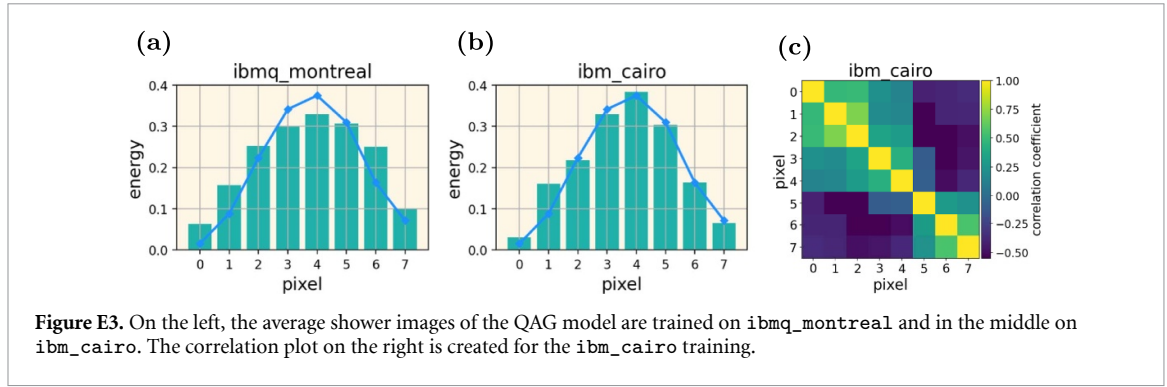 (a)
ibmq_montreal
0.4
0.3
0.2
0.1
0.0
energy
0 1 2 3 4 5 6 7
pixel
(b)
ibm_cairo
0.4
0.3
0.2
0.1
0.0
energy
0 1 2 3 4 5 6 7
pixel
(c)
ibm_cairo
0
1
2
3
4
5
6
7
pixel
0 1 2 3 4 5 6 7
pixel
1.00
0.75
0.50
0.25
0.00
−0.25
−0.50
correlation coefficient
Figure E3. On the left, the average shower images of the QAG model are trained on ibmq_montreal and in the middle on
ibm_cairo. The correlation plot on the right is created for the ibm_cairo training.